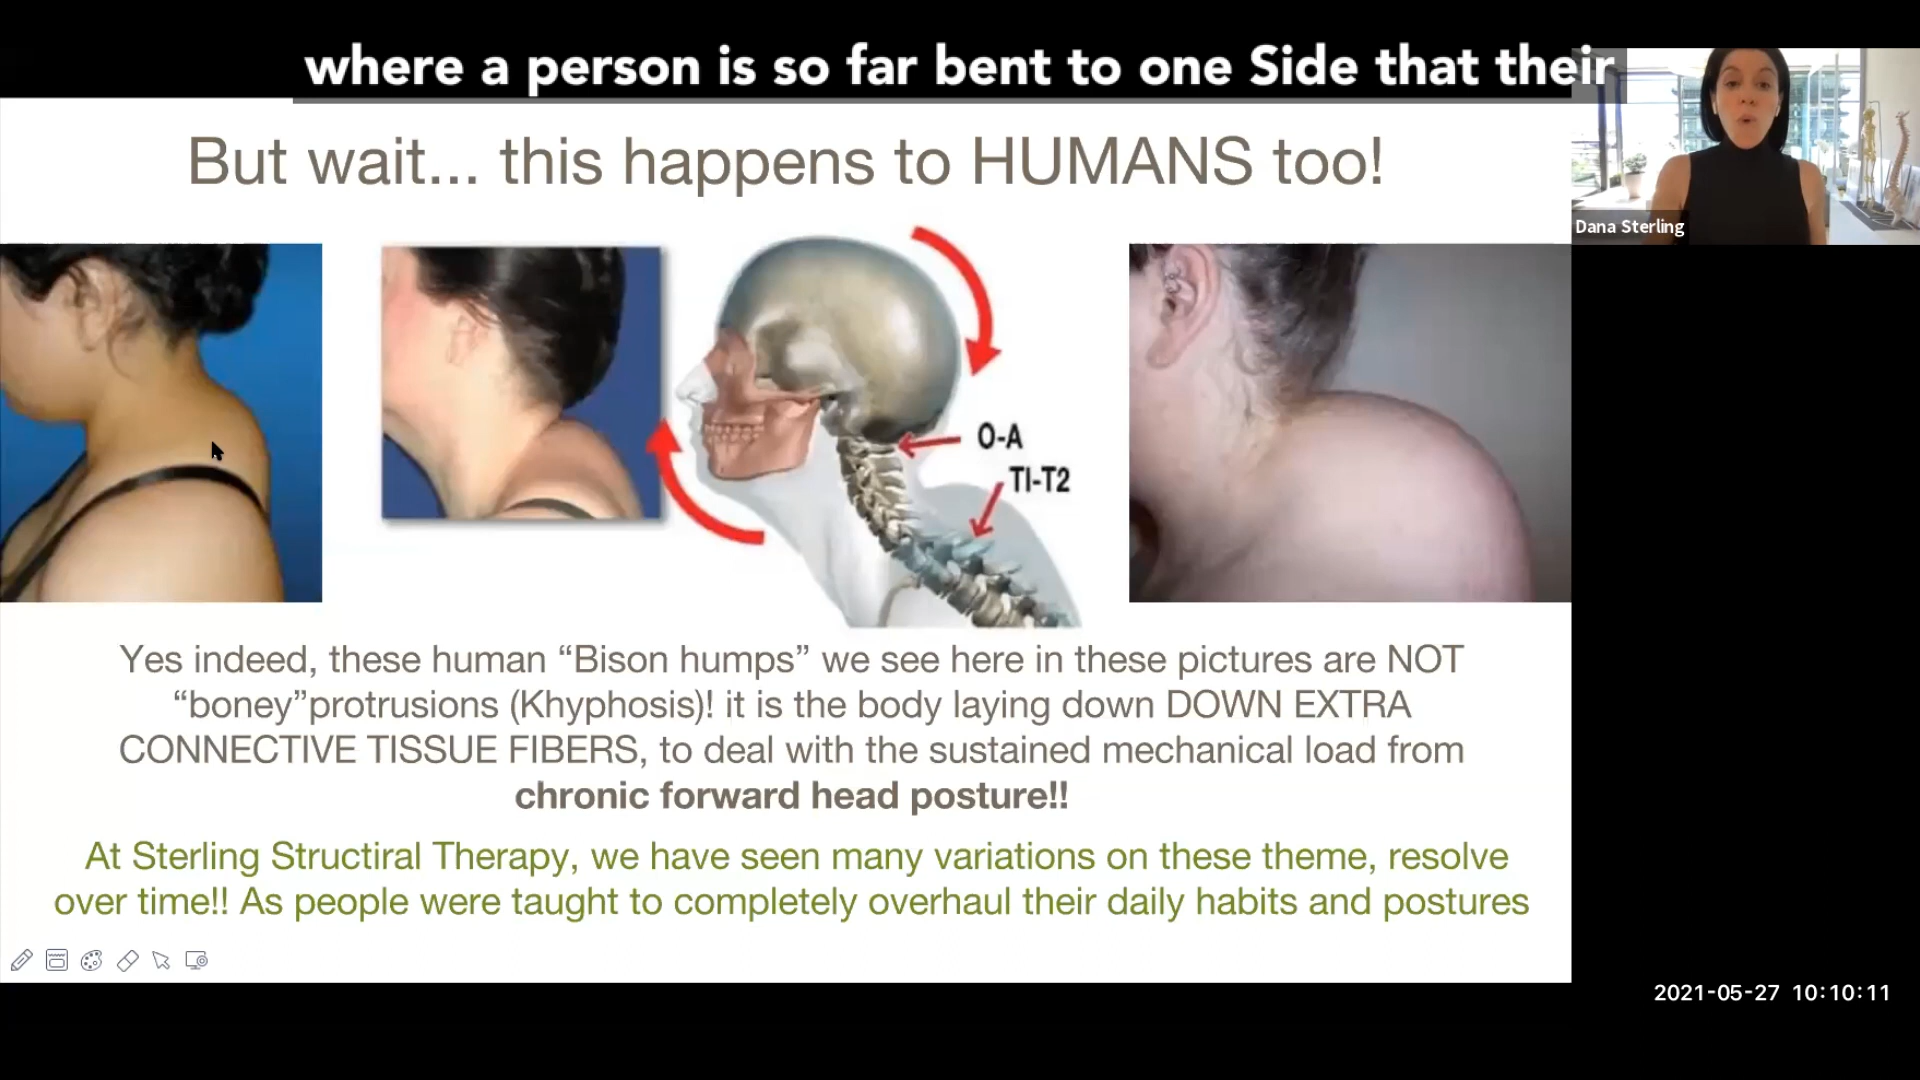 where a person is so far bent to one Side that their
But wait... this happens to HUMANS too!
Dana Sterling
O-A
TI-T2
Yes indeed, these human “Bison humps” we see here in these pictures are NOT
“boney”protrusions (Khyphosis)! it is the body laying down DOWN EXTRA
CONNECTIVE TISSUE FIBERS, to deal with the sustained mechanical load from
chronic forward head posture!!
At Sterling Structiral Therapy, we have seen many variations on these theme, resolve
over time!! As people were taught to completely overhaul their daily habits and postures
2021-05-27 10:10:11